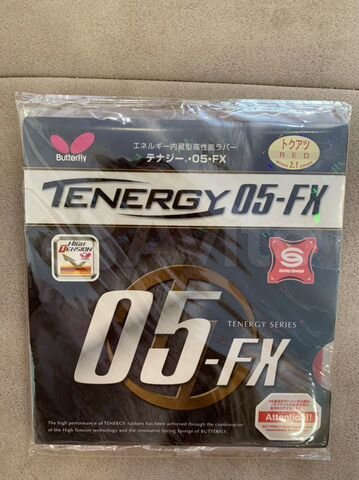 Butterfly
エネルギー内蔵型高性能ラバー
テナジー・05・FX
トクアツ
RED
2.1
TENERGY 05-FX
HIGH TENSION
S
Spring Sponge
05-FX
TENERGY SERIES
Attention!!
The high performance of TENERGY rubbers has been achieved through the combination
of the High Tension technology and the innovative Spring Sponge of BUTTERFLY.